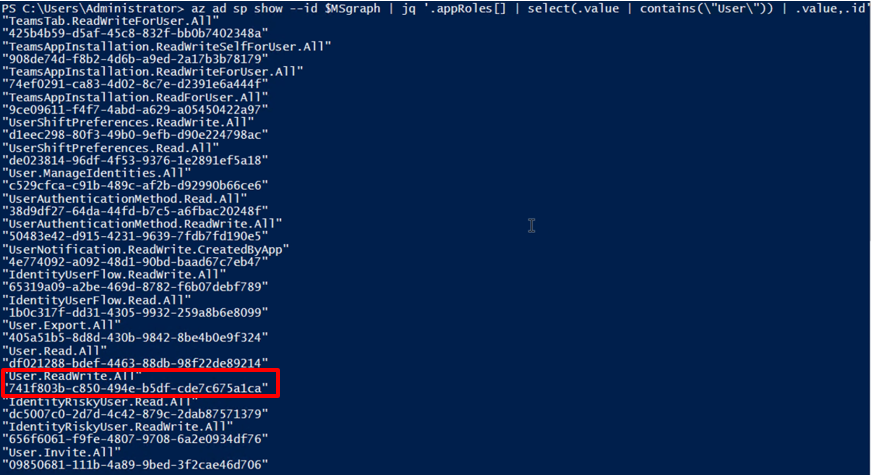 PS C:\Users\Administrator> az ad sp show --id $MSgraph | jq '.appRoles[] | select(.value | contains(\"User\")) | .value,.id'
"TeamsTab.ReadWriteForUser.All"
"425b4b59-d5af-45c8-832f-bb0b7402348a"
"TeamsAppInstallation.ReadWriteSelfForUser.All"
"908de74d-f8b2-4d6b-a9ed-2a17b3b78179"
"TeamsAppInstallation.ReadWriteForUser.All"
"74ef0291-ca83-4d02-8c7e-d2391e6a444f"
"TeamsAppInstallation.ReadForUser.All"
"9ce09611-f4f7-4abd-a629-a05450422a97"
"UserShiftPreferences.ReadWrite.All"
"d1eec298-80f3-49b0-9efb-d90e224798ac"
"UserShiftPreferences.Read.All"
"de023814-96df-4f53-9376-1e2891ef5a18"
"User.ManageIdentities.All"
"c529cfca-c91b-489c-af2b-d92990b66ce6"
"UserAuthenticationMethod.Read.All"
"38d9df27-64da-44fd-b7c5-a6fbac20248f"
"UserAuthenticationMethod.ReadWrite.All"
"50483e42-d915-4231-9639-7fdb7fd190e5"
"UserNotification.ReadWrite.CreatedByApp"
"4e774092-a092-48d1-90bd-baad67c7eb47"
"IdentityUserFlow.ReadWrite.All"
"65319a09-a2be-469d-8782-f6b07debf789"
"IdentityUserFlow.Read.All"
"1b0c317f-dd31-4305-9932-259a8b6e8099"
"User.Export.All"
"405a51b5-8d8d-430b-9842-8be4b0e9f324"
"User.Read.All"
"df021288-bdef-4463-88db-98f22de89214"
"User.ReadWrite.All"
"741f803b-c850-494e-b5df-cde7c675a1ca"
"IdentityRiskyUser.Read.All"
"dc5007c0-2d7d-4c42-879c-2dab87571379"
"IdentityRiskyUser.ReadWrite.All"
"656f6061-f9fe-4807-9708-6a2e0934df76"
"User.Invite.All"
"09850681-111b-4a89-9bed-3f2cae46d706"